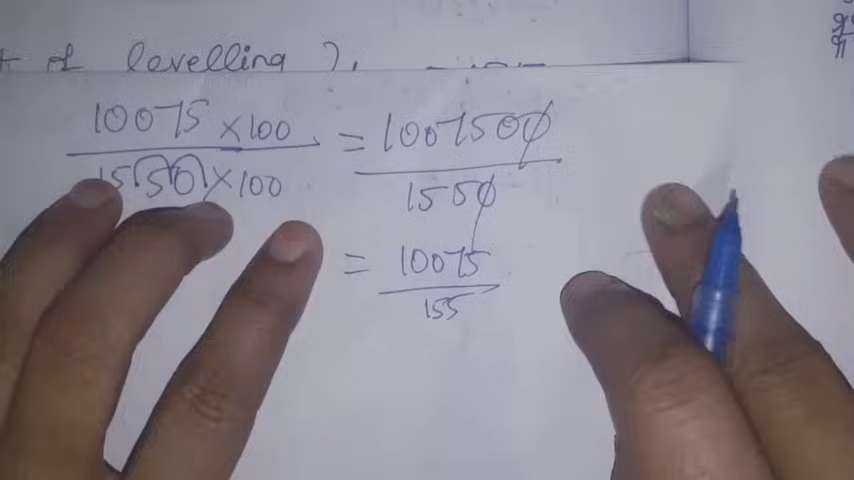 of levelling ).
10075 × 100 / 15.50 × 100 = 1007500 / 1550
= 10075 / 155